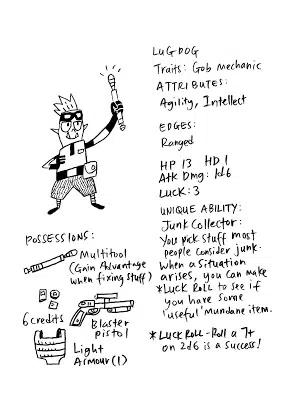 LUGDOG
Traits: Gob mechanic
ATTRIBUTES:
Agility, Intellect
EDGES:
Ranged
HP 13 HD 1
Atk Dmg: 1d6
LUCK: 3
UNIQUE ABILITY:
Junk Collector:
You pick stuff most
people consider junk.
When a situation
arises, you can make
*LUCK ROLL to see if
you have some
'useful' mundane item.
*LUCK ROLL - Roll a 7+
on 2d6 is a success!
POSSESSIONS:
Multitool
(Gain Advantage
when fixing stuff)
6 credits
Blaster
pistol
Light
Armour (1)